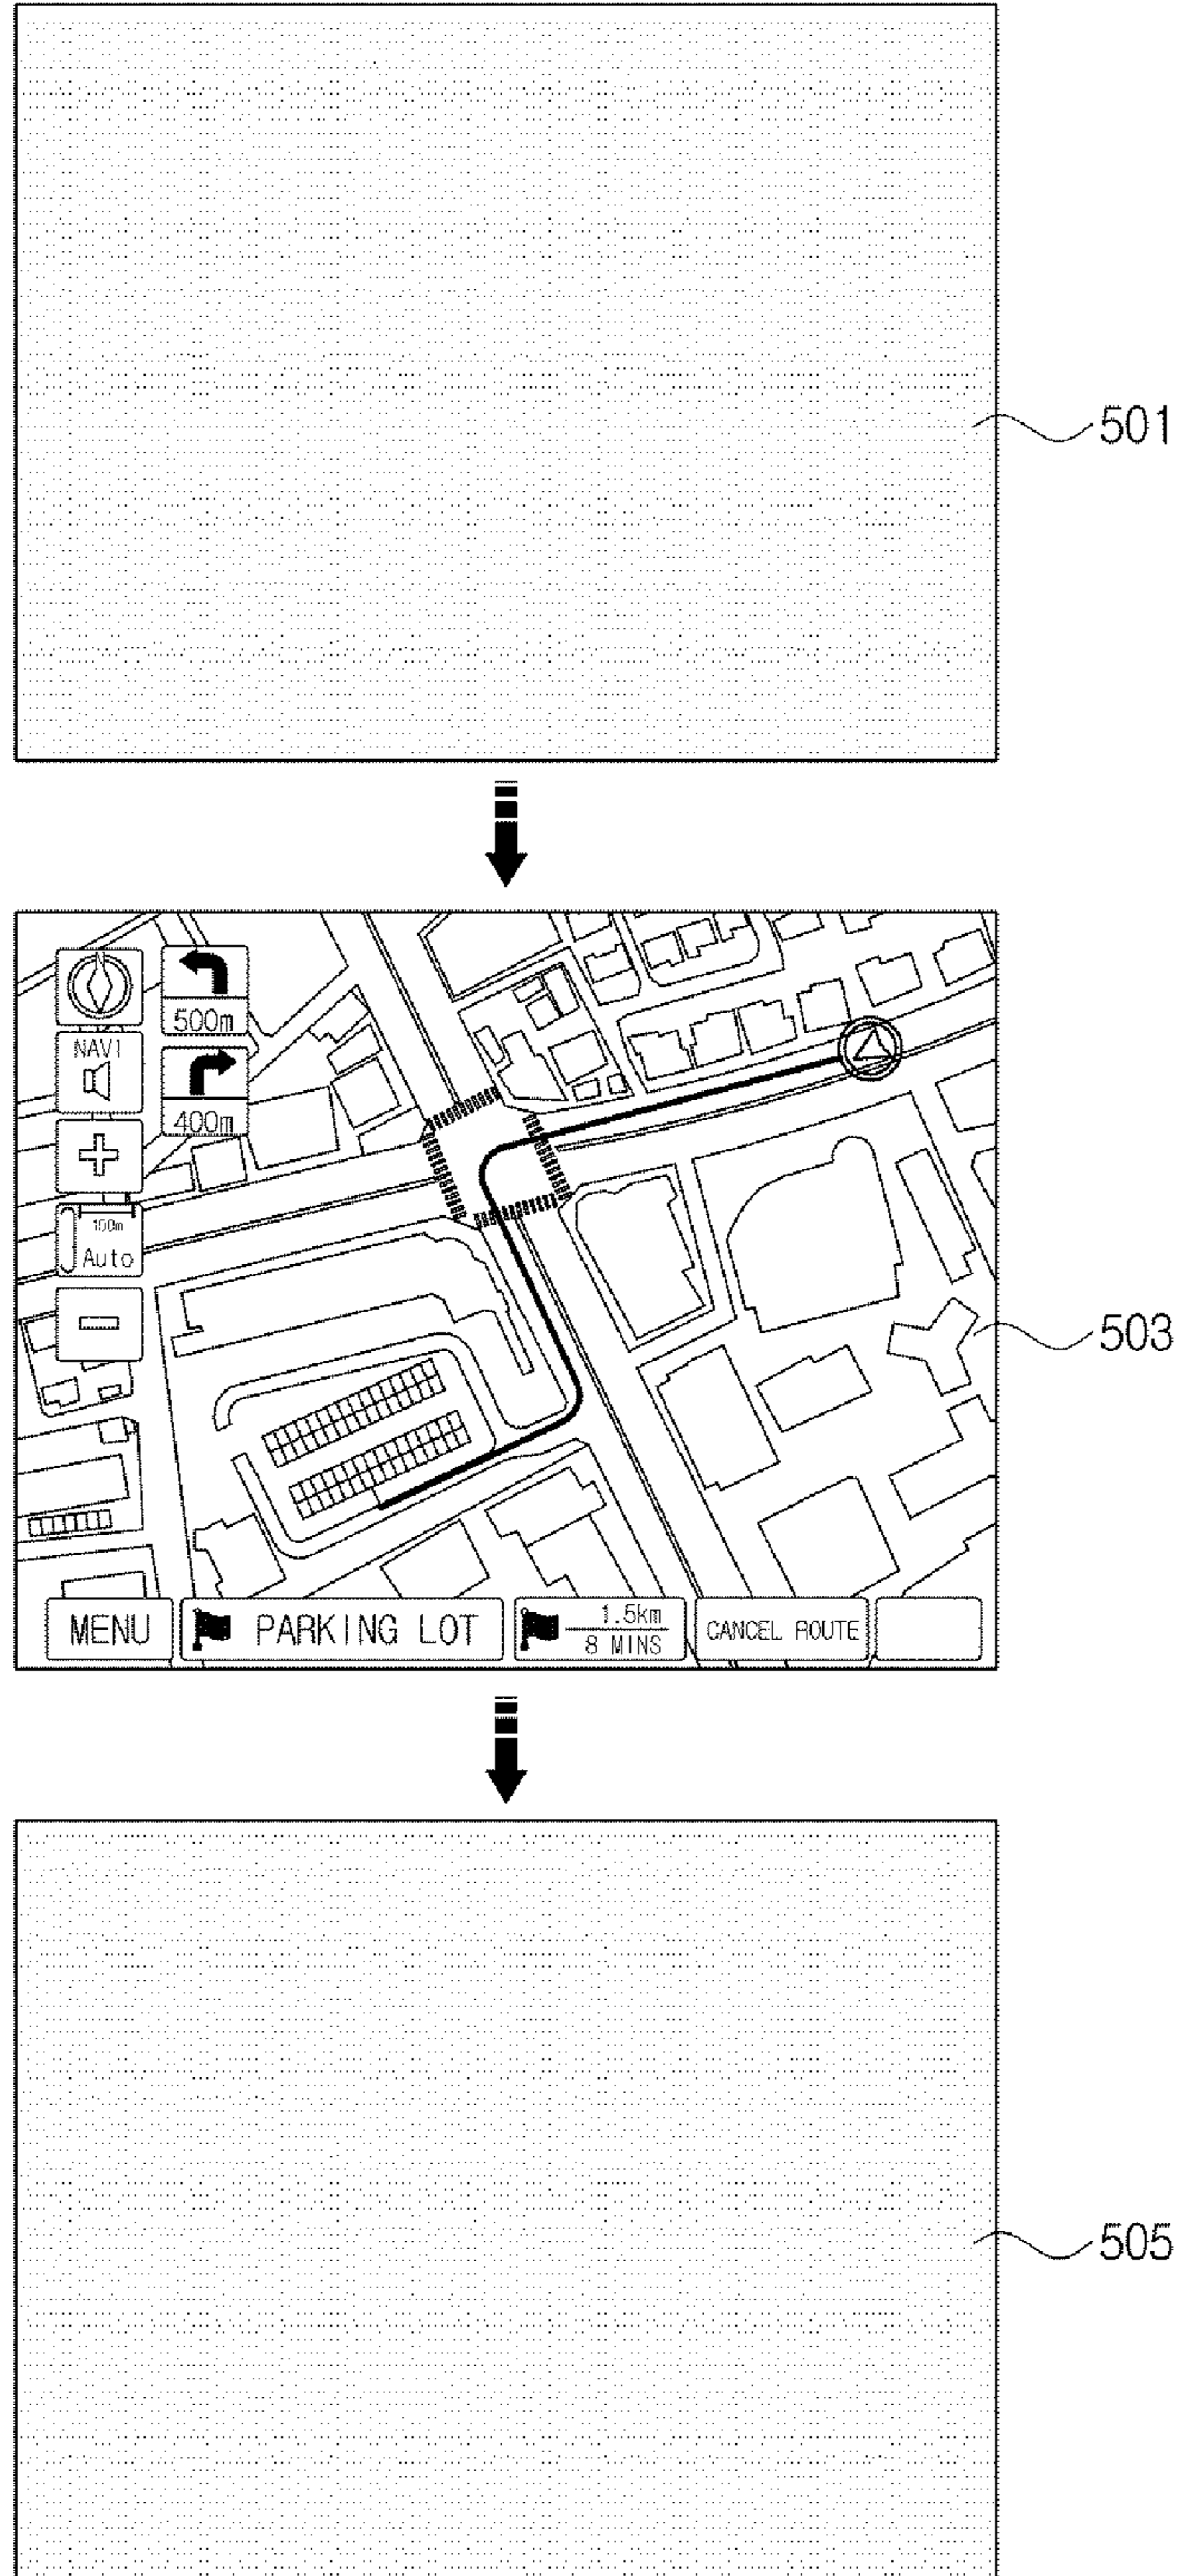 501
500m
NAVI
400m
100m
Auto
503
MENU
PARKING LOT
1.5km
8 MINS
CANCEL ROUTE
505